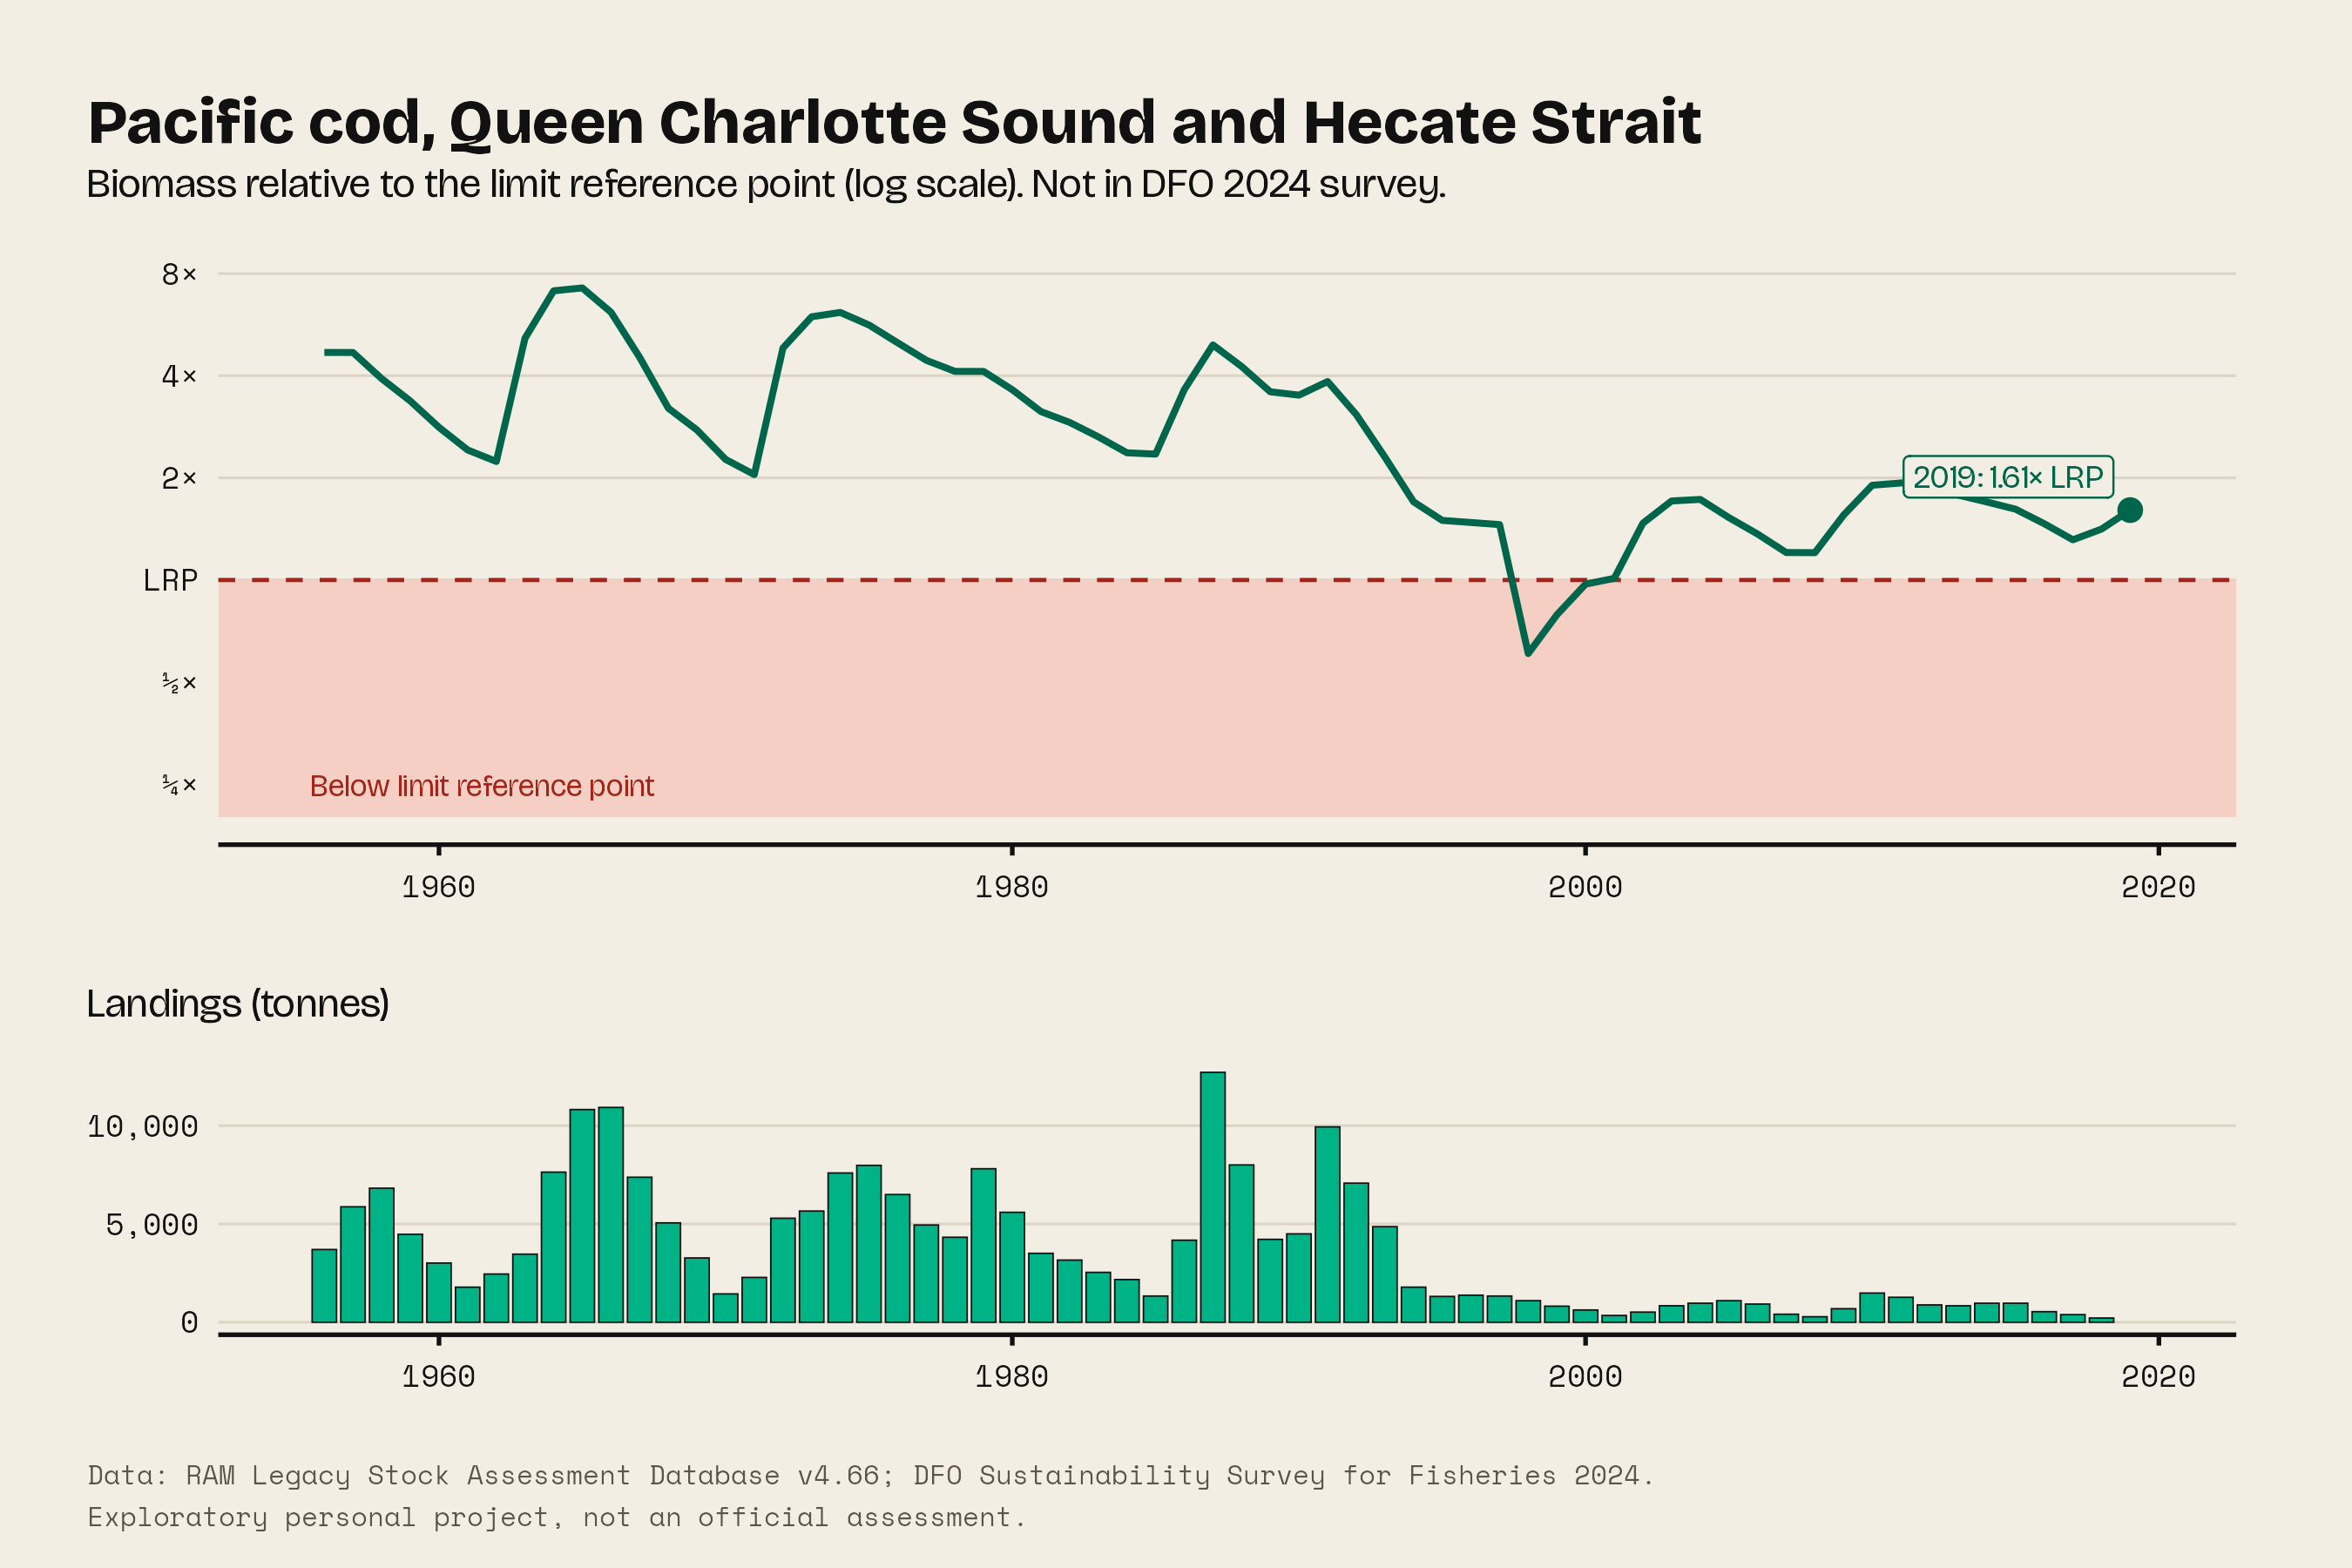 Pacific cod, Queen Charlotte Sound and Hecate Strait
Biomass relative to the limit reference point (log scale). Not in DFO 2024 survey.
8×
4×
2×
2019: 1.61× LRP
LRP
½×
¼×
Below limit reference point
1960 1980 2000 2020
Landings (tonnes)
10,000
5,000
0
1960 1980 2000 2020
Data: RAM Legacy Stock Assessment Database v4.66; DFO Sustainability Survey for Fisheries 2024.
Exploratory personal project, not an official assessment.